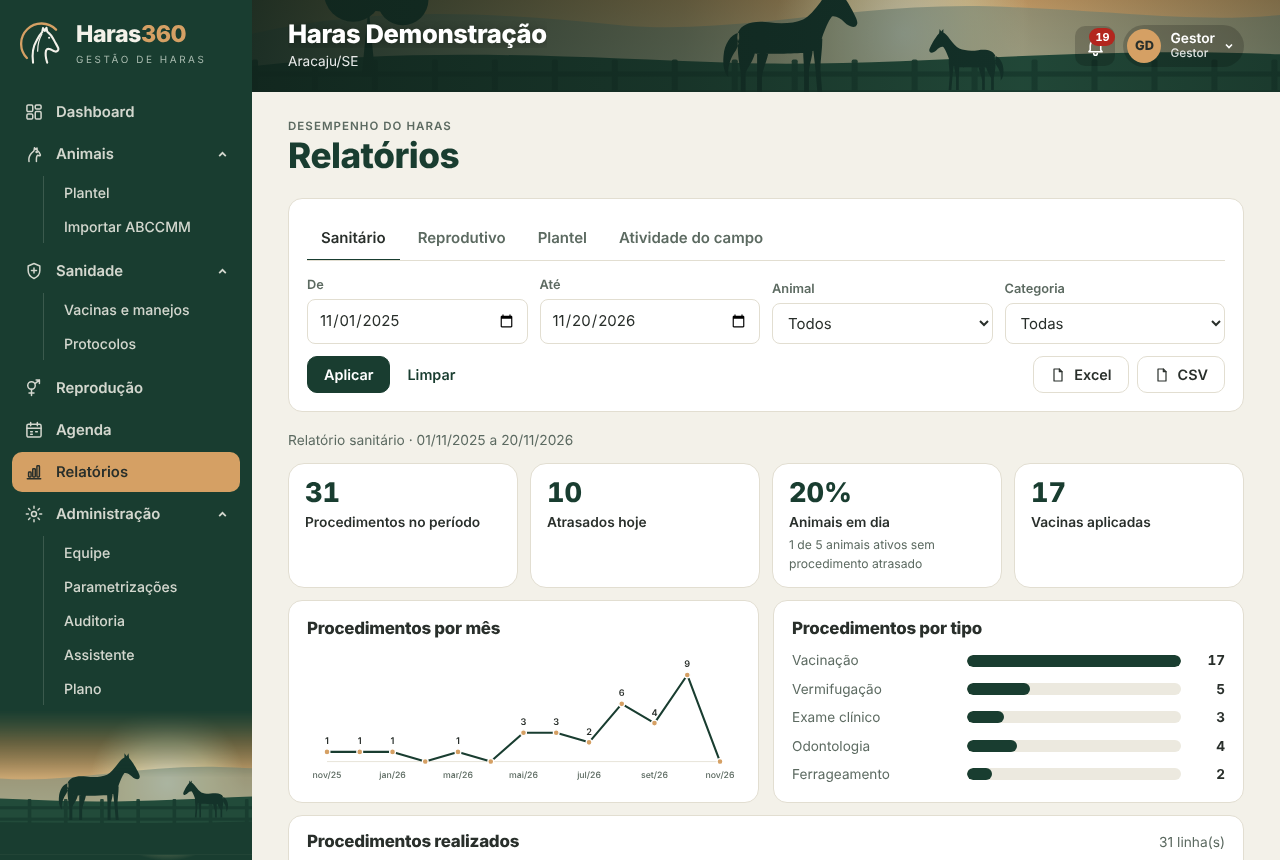 Haras360
GESTÃO DE HARAS
Dashboard
Animais
Plantel
Importar ABCCMM
Sanidade
Vacinas e manejos
Protocolos
Reprodução
Agenda
Relatórios
Administração
Equipe
Parametrizações
Auditoria
Assistente
Plano
Haras Demonstração
Aracaju/SE
19
GD
Gestor
Gestor
DESEMPENHO DO HARAS
Relatórios
Sanitário Reprodutivo Plantel Atividade do campo
De Até Animal Categoria
11/01/2025 11/20/2026 Todos Todas
Aplicar Limpar Excel CSV
Relatório sanitário · 01/11/2025 a 20/11/2026
31
Procedimentos no período
10
Atrasados hoje
20%
Animais em dia
1 de 5 animais ativos sem
procedimento atrasado
17
Vacinas aplicadas
Procedimentos por mês
1 1 1 1 3 3 2 6 4 9
nov/25 jan/26 mar/26 mai/26 jul/26 set/26 nov/26
Procedimentos por tipo
Vacinação 17
Vermifugação 5
Exame clínico 3
Odontologia 4
Ferrageamento 2
Procedimentos realizados 31 linha(s)